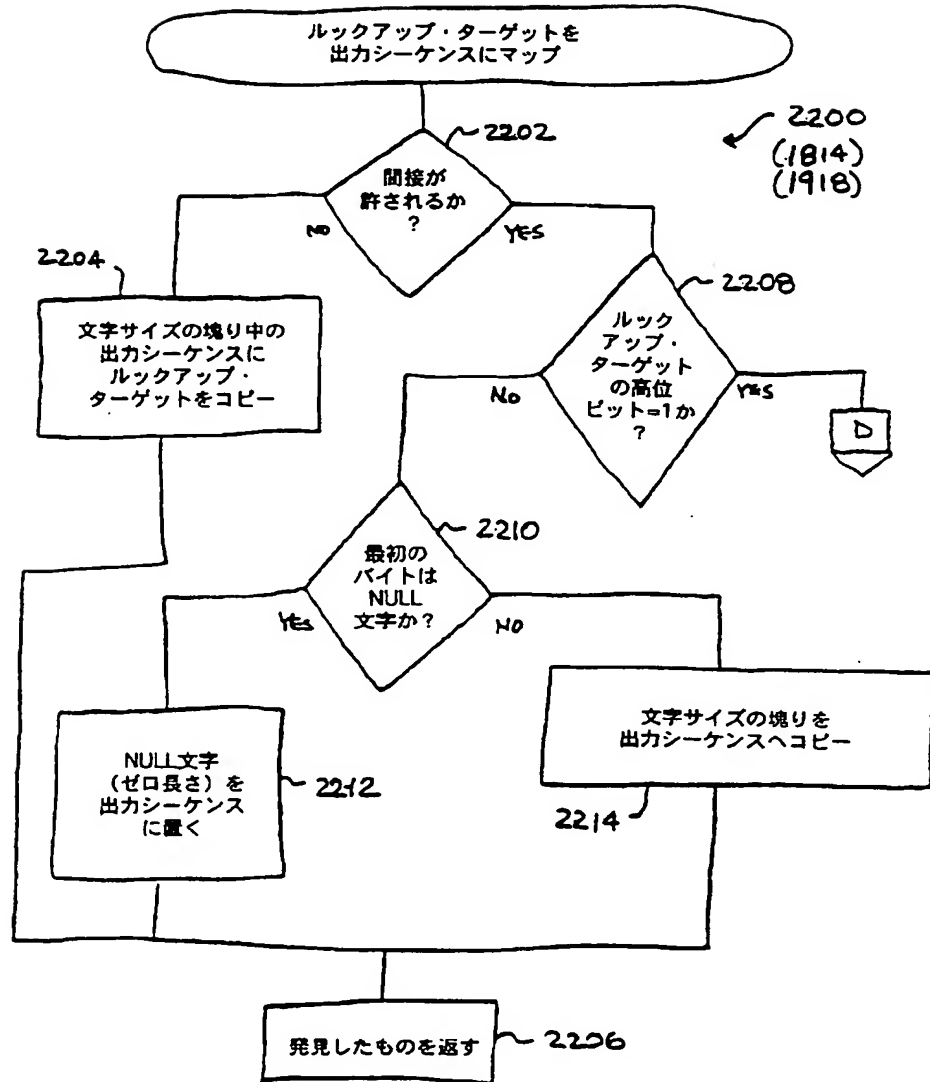 ルックアップ・ターゲットを
出力シーケンスにマップ
2200
(1814)
(1918)
2202
間接が
許されるか
?
NO
YES
2204
文字サイズの塊り中の
出力シーケンスに
ルックアップ・
ターゲットをコピー
2208
ルック
アップ・
ターゲット
の高位
ビット=1か
?
NO
YES
D
2210
最初の
バイトは
NULL
文字か?
YES
NO
NULL文字
(ゼロ長さ)を
出力シーケンス
に置く
2212
文字サイズの塊りを
出力シーケンスへコピー
2214
発見したものを返す
2206